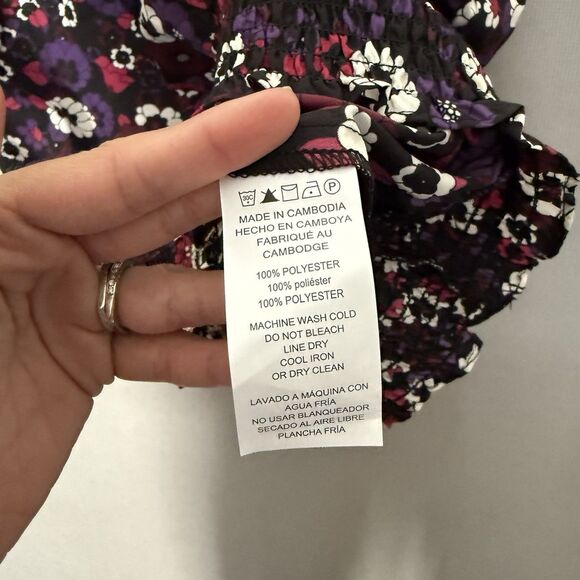 30C P
MADE IN CAMBODIA
HECHO EN CAMBOYA
FABRIQUÉ AU
CAMBODGE
100% POLYESTER
100% poliéster
100% POLYESTER
MACHINE WASH COLD
DO NOT BLEACH
LINE DRY
COOL IRON
OR DRY CLEAN
LAVADO A MÁQUINA CON
AGUA FRÍA
NO USAR BLANQUEADOR
SECADO AL AIRE LIBRE
PLANCHA FRÍA